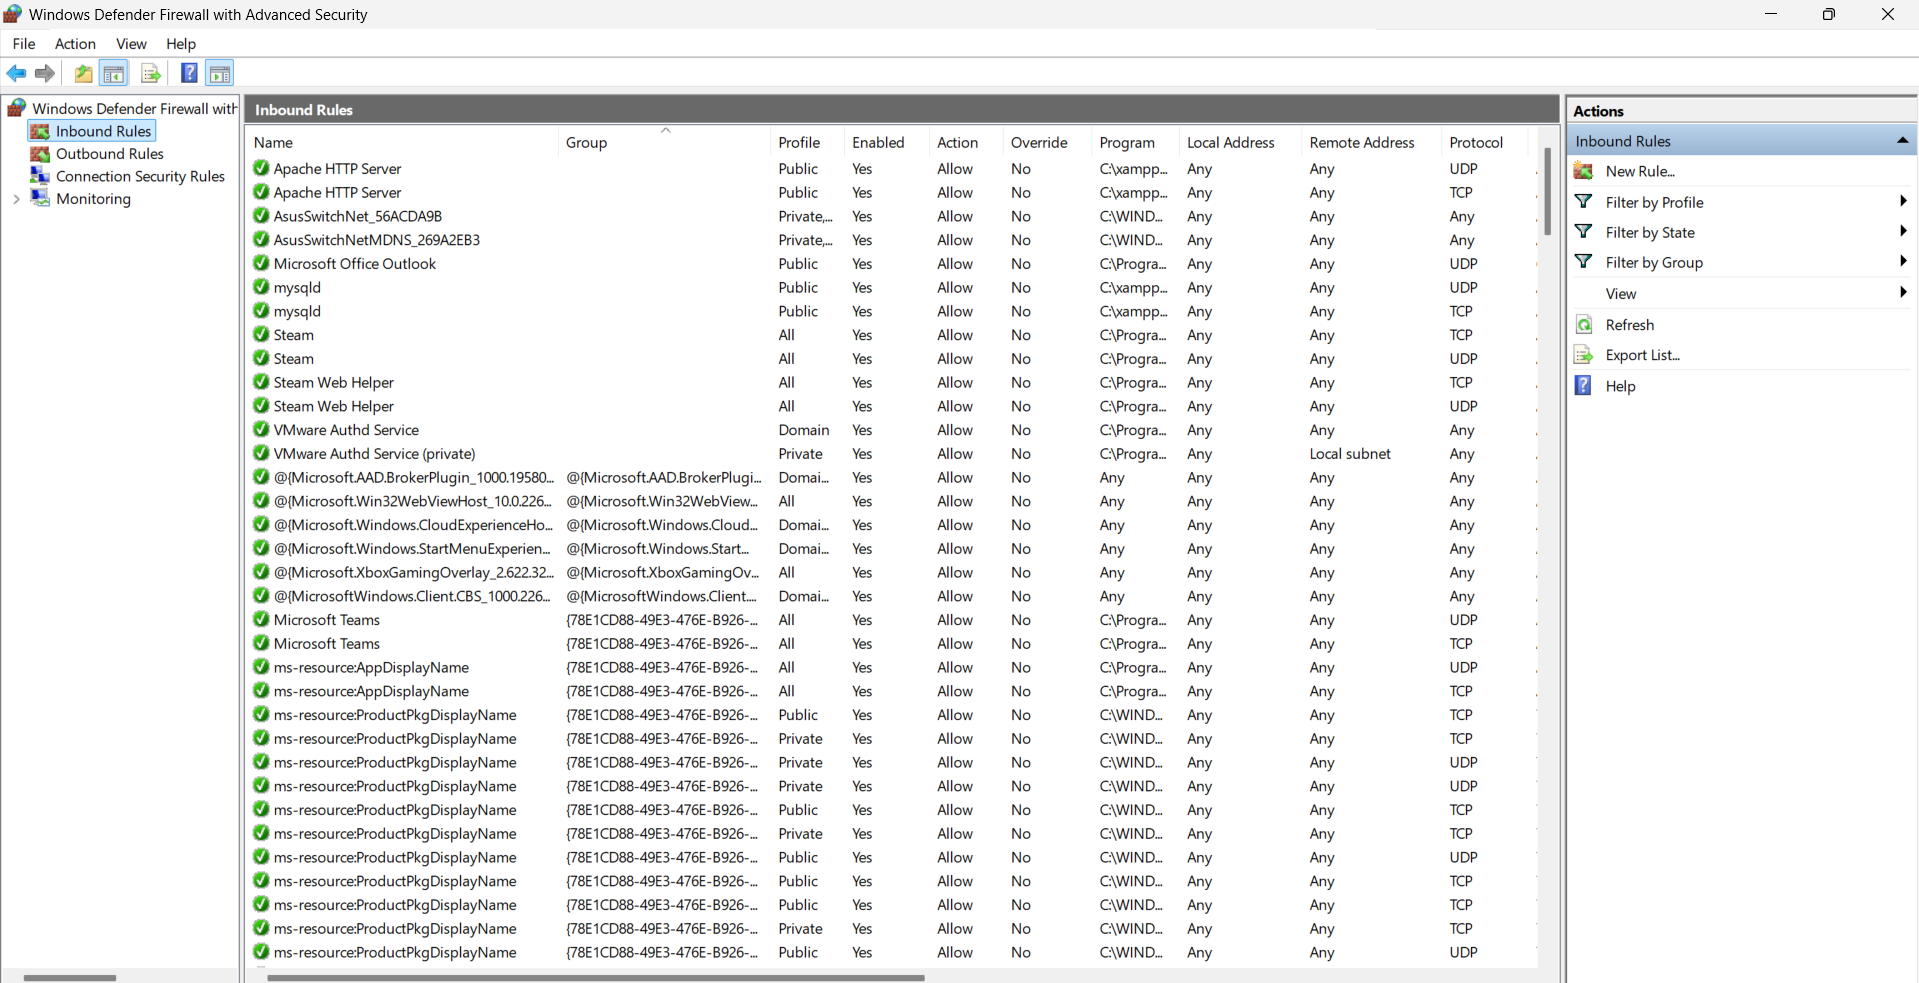 Windows Defender Firewall with Advanced Security
File Action View Help
Windows Defender Firewall with
Inbound Rules
Outbound Rules
Connection Security Rules
Monitoring
Inbound Rules
Name Group Profile Enabled Action Override Program Local Address Remote Address Protocol
Apache HTTP Server Public Yes Allow No C:\xampp... Any Any UDP
Apache HTTP Server Public Yes Allow No C:\xampp... Any Any TCP
AsusSwitchNet_56ACDA9B Private,... Yes Allow No C:\WIND... Any Any Any
AsusSwitchNetMDNS_269A2EB3 Private,... Yes Allow No C:\WIND... Any Any Any
Microsoft Office Outlook Public Yes Allow No C:\Progra... Any Any UDP
mysqld Public Yes Allow No C:\xampp... Any Any UDP
mysqld Public Yes Allow No C:\xampp... Any Any TCP
Steam All Yes Allow No C:\Progra... Any Any TCP
Steam All Yes Allow No C:\Progra... Any Any UDP
Steam Web Helper All Yes Allow No C:\Progra... Any Any TCP
Steam Web Helper All Yes Allow No C:\Progra... Any Any UDP
VMware Authd Service Domain Yes Allow No C:\Progra... Any Any Any
VMware Authd Service (private) Private Yes Allow No C:\Progra... Any Local subnet Any
@{Microsoft.AAD.BrokerPlugin_1000.19580... @{Microsoft.AAD.BrokerPlugi... Domai... Yes Allow No Any Any Any Any
@{Microsoft.Win32WebViewHost_10.0.226... @{Microsoft.Win32WebView... All Yes Allow No Any Any Any Any
@{Microsoft.Windows.CloudExperienceHo... @{Microsoft.Windows.Cloud... Domai... Yes Allow No Any Any Any Any
@{Microsoft.Windows.StartMenuExperien... @{Microsoft.Windows.Start... Domai... Yes Allow No Any Any Any Any
@{Microsoft.XboxGamingOverlay_2.622.32... @{Microsoft.XboxGamingOv... All Yes Allow No Any Any Any Any
@{MicrosoftWindows.Client.CBS_1000.226... @{MicrosoftWindows.Client.... Domai... Yes Allow No Any Any Any Any
Microsoft Teams {78E1CD88-49E3-476E-B926-... All Yes Allow No C:\Progra... Any Any UDP
Microsoft Teams {78E1CD88-49E3-476E-B926-... All Yes Allow No C:\Progra... Any Any TCP
ms-resource:AppDisplayName {78E1CD88-49E3-476E-B926-... All Yes Allow No C:\Progra... Any Any UDP
ms-resource:AppDisplayName {78E1CD88-49E3-476E-B926-... All Yes Allow No C:\Progra... Any Any TCP
ms-resource:ProductPkgDisplayName {78E1CD88-49E3-476E-B926-... Public Yes Allow No C:\WIND... Any Any TCP
ms-resource:ProductPkgDisplayName {78E1CD88-49E3-476E-B926-... Private Yes Allow No C:\WIND... Any Any TCP
ms-resource:ProductPkgDisplayName {78E1CD88-49E3-476E-B926-... Private Yes Allow No C:\WIND... Any Any UDP
ms-resource:ProductPkgDisplayName {78E1CD88-49E3-476E-B926-... Private Yes Allow No C:\WIND... Any Any UDP
ms-resource:ProductPkgDisplayName {78E1CD88-49E3-476E-B926-... Public Yes Allow No C:\WIND... Any Any TCP
ms-resource:ProductPkgDisplayName {78E1CD88-49E3-476E-B926-... Private Yes Allow No C:\WIND... Any Any TCP
ms-resource:ProductPkgDisplayName {78E1CD88-49E3-476E-B926-... Public Yes Allow No C:\WIND... Any Any UDP
ms-resource:ProductPkgDisplayName {78E1CD88-49E3-476E-B926-... Public Yes Allow No C:\WIND... Any Any TCP
ms-resource:ProductPkgDisplayName {78E1CD88-49E3-476E-B926-... Public Yes Allow No C:\WIND... Any Any TCP
ms-resource:ProductPkgDisplayName {78E1CD88-49E3-476E-B926-... Private Yes Allow No C:\WIND... Any Any TCP
ms-resource:ProductPkgDisplayName {78E1CD88-49E3-476E-B926-... Public Yes Allow No C:\WIND... Any Any UDP
Actions
Inbound Rules
New Rule...
Filter by Profile
Filter by State
Filter by Group
View
Refresh
Export List...
Help